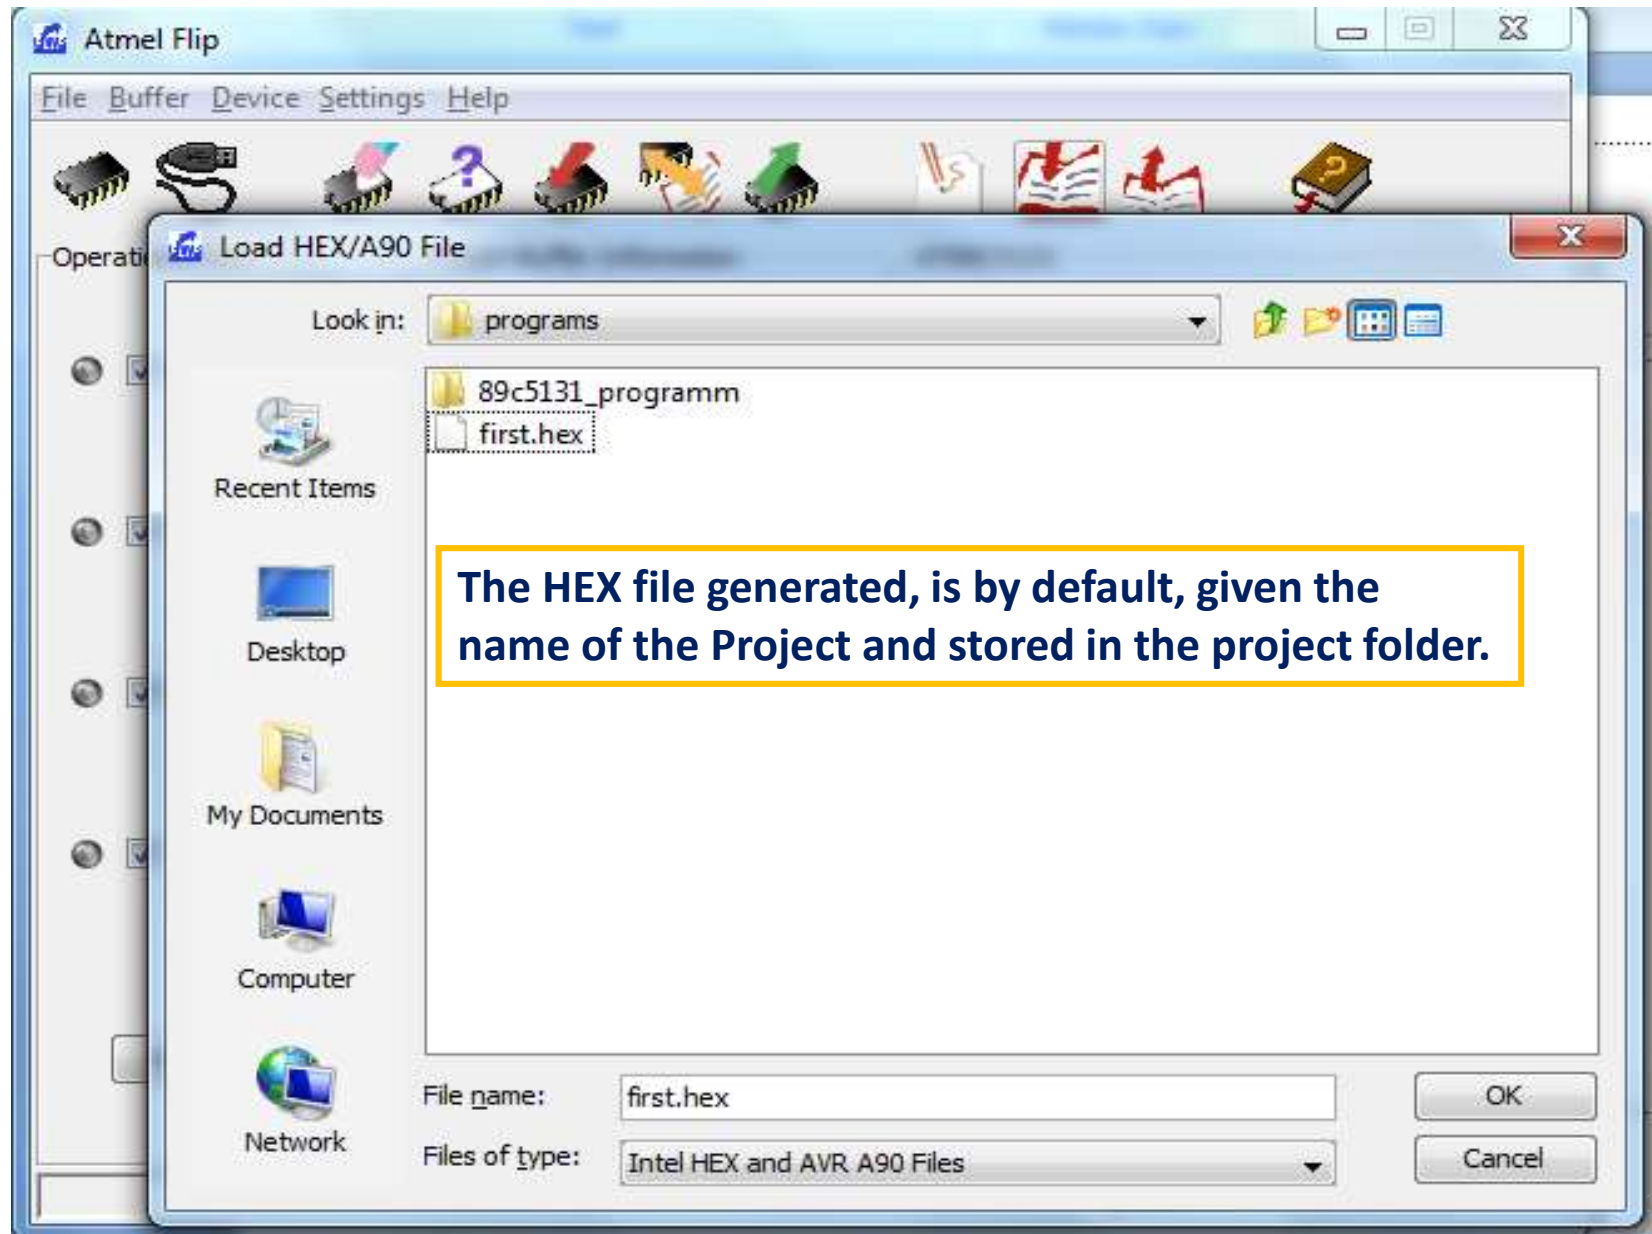 Atmel Flip
File Buffer Device Settings Help
Operati
Load HEX/A90 File
Look in: programs
89c5131_programm
first.hex
Recent Items
The HEX file generated, is by default, given the
name of the Project and stored in the project folder.
Desktop
My Documents
Computer
Network
File name: first.hex OK
Files of type: Intel HEX and AVR A90 Files Cancel